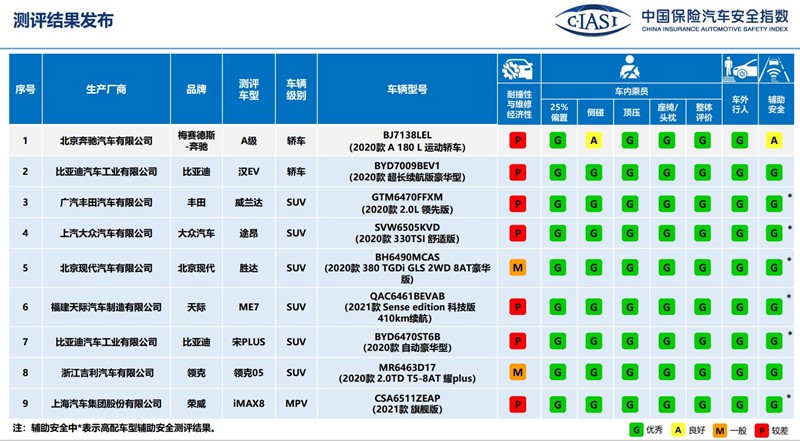 测评结果发布
C-IASI
中国保险汽车安全指数
CHINA INSURANCE AUTOMOTIVE SAFETY INDEX
序号 生产厂商 品牌 测评车型 车辆级别 车辆型号 耐撞性与维修经济性 车内乘员 车外行人 辅助安全
25%偏置 侧碰 顶压 座椅/头枕 整体评价
1 北京奔驰汽车有限公司 梅赛德斯-奔驰 A级 轿车 BJ7138LEL P G A G G G G A
(2020款 A 180 L 运动轿车)
2 比亚迪汽车工业有限公司 比亚迪 汉EV 轿车 BYD7009BEV1 P G G G G G G G
(2020款 超长续航版豪华型)
3 广汽丰田汽车有限公司 丰田 威兰达 SUV GTM6470FFXM P G G G G G G G *
(2020款 2.0L 领先版)
4 上汽大众汽车有限公司 大众汽车 途昂 SUV SVW6505KVD P G G G G G G G *
(2020款 330TSI 舒适版)
5 北京现代汽车有限公司 北京现代 胜达 SUV BH6490MCAS M G G G G G G G *
(2020款 380 TGDi GLS 2WD 8AT豪华
版)
6 福建天际汽车制造有限公司 天际 ME7 SUV QAC6461BEVAB P G G G G G G G *
(2021款 Sense edition 科技版
410km续航)
7 比亚迪汽车工业有限公司 比亚迪 宋PLUS SUV BYD6470ST6B P G G G G G G G *
(2020款 自动豪华型)
8 浙江吉利汽车有限公司 领克 领克05 SUV MR6463D17 M G G G G G G G
(2020款 2.0TD T5-8AT 耀plus)
9 上海汽车集团股份有限公司 荣威 iMAX8 MPV CSA6511ZEAP P G G G G G G G *
(2021款 旗舰版)
注：辅助安全中*表示高配车型辅助安全测评结果。
G 优秀 A 良好 M 一般 P 较差